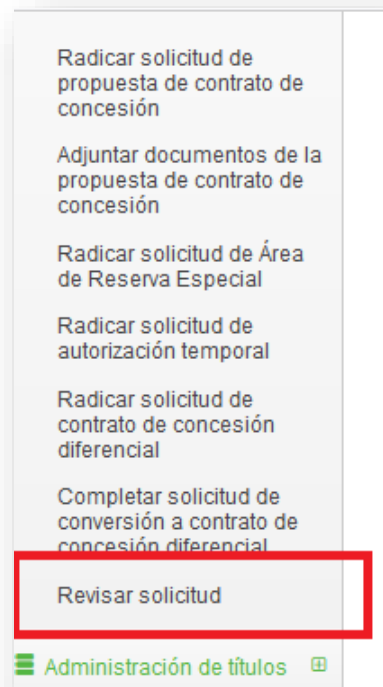 Radicar solicitud de
propuesta de contrato de
concesión
Adjuntar documentos de la
propuesta de contrato de
concesión
Radicar solicitud de Área
de Reserva Especial
Radicar solicitud de
autorización temporal
Radicar solicitud de
contrato de concesión
diferencial
Completar solicitud de
conversión a contrato de
concesión diferencial
Revisar solicitud
Administración de títulos